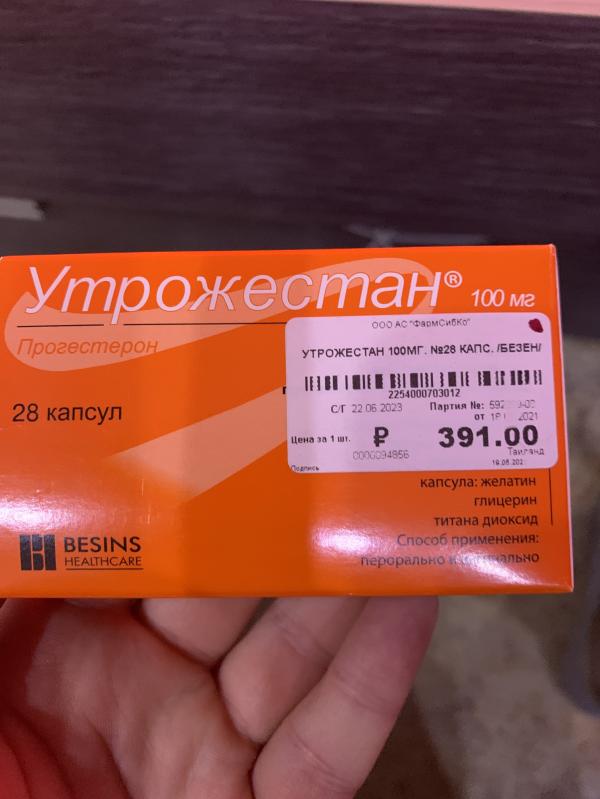 Утрожестан® 100 мг
Прогестерон
28 капсул
ООО АС "ФармСибКо"
УТРОЖЕСТАН 100МГ. №28 КАПС. /БЕЗЕН/
2254000703012
С/Г 22.06.2023 Партия №:
от 2021
Цена за 1 шт. ₽ 391.00
0000094856 Таиланд
Подпись
капсула: желатин
глицерин
титана диоксид
Способ применения:
перорально
BESINS
HEALTHCARE